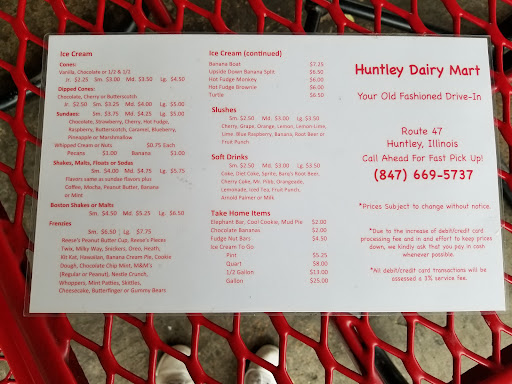 Ice Cream
Cones:
Vanilla, Chocolate or 1/2 & 1/2
Jr. $2.25 Sm. $3.00 Md. $3.50 Lg. $4.50
Dipped Cones:
Chocolate, Cherry or Butterscotch
Jr. $2.50 Sm. $3.25 Md. $4.00 Lg. $5.00
Sundaes: Sm. $3.75 Md. $4.25 Lg. $5.00
Chocolate, Strawberry, Cherry, Hot Fudge,
Raspberry, Butterscotch, Caramel, Blueberry,
Pineapple or Marshmallow
Whipped Cream or Nuts $0.75 Each
Pecans $1.00 Banana $1.00
Shakes, Malts, Floats or Sodas
Sm. $4.00 Md. $4.75 Lg. $5.75
Flavors same as sundae flavors plus
Coffee, Mocha, Peanut Butter, Banana
or Mint
Boston Shakes or Malts
Sm. $4.50 Md. $5.25 Lg. $6.50
Frenzies
Sm. $6.50 Lg. $7.75
Reese's Peanut Butter Cup, Reese's Pieces
Twix, Milky Way, Snickers, Oreo, Heath,
Kit Kat, Hawaiian, Banana Cream Pie, Cookie
Dough, Chocolate Chip Mint, M&M's
(Regular or Peanut), Nestle Crunch,
Whoppers, Mint Patties, Skittles,
Cheesecake, Butterfinger or Gummy Bears
Ice Cream (continued)
Banana Boat $7.25
Upside Down Banana Split $6.50
Hot Fudge Monkey $6.00
Hot Fudge Brownie $6.00
Turtle $6.50
Slushes
Sm. $2.50 Md. $3.00 Lg. $3.50
Cherry, Grape, Orange, Lemon, Lemon-Lime,
Lime, Blue Raspberry, Banana, Root Beer or
Fruit Punch
Soft Drinks
Sm. $2.50 Md. $3.00 Lg. $3.50
Coke, Diet Coke, Sprite, Barq's Root Beer,
Cherry Coke, Mr. Pibb, Orangeade,
Lemonade, Iced Tea, Fruit Punch,
Arnold Palmer or Milk
Take Home Items
Elephant Bar, Cool Cookie, Mud Pie $2.00
Chocolate Bananas $2.00
Fudge Nut Bars $4.50
Ice Cream-To Go
Pint $5.25
Quart $8.00
1/2 Gallon $13.00
Gallon $25.00
Huntley Dairy Mart
Your Old Fashioned Drive-In
Route 47
Huntley, Illinois
Call Ahead For Fast Pick Up!
(847) 669-5737
*Prices Subject to change without notice.
*Due to the increase of debit/credit card
processing fee and in and effort to keep prices
down, we kindly ask that you pay in cash
whenever possible.
*All debit/credit card transactions will be
assessed a 3% service fee.